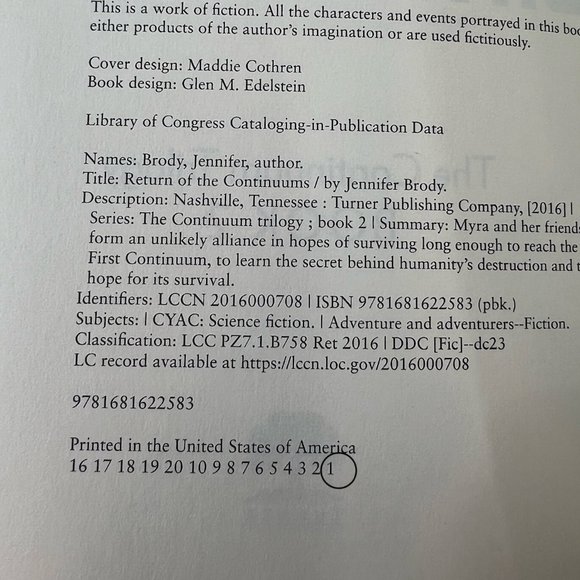 This is a work of fiction. All the characters and events portrayed in this
either products of the author's imagination or are used fictitiously.
Cover design: Maddie Cothren
Book design: Glen M. Edelstein
Library of Congress Cataloging-in-Publication Data
Names: Brody, Jennifer, author.
Title: Return of the Continuums / by Jennifer Brody.
Description: Nashville, Tennessee : Turner Publishing Company, [2016] |
Series: The Continuum trilogy ; book 2 | Summary: Myra and her friends
form an unlikely alliance in hopes of surviving long enough to reach the
First Continuum, to learn the secret behind humanity's destruction and
hope for its survival.
Identifiers: LCCN 2016000708 | ISBN 9781681622583 (pbk.)
Subjects: | CYAC: Science fiction. | Adventure and adventurers--Fiction.
Classification: LCC PZ7.1.B758 Ret 2016 | DDC [Fic]--dc23
LC record available at https://lccn.loc.gov/2016000708
9781681622583
Printed in the United States of America
16 17 18 19 20 10 9 8 7 6 5 4 3 2 1